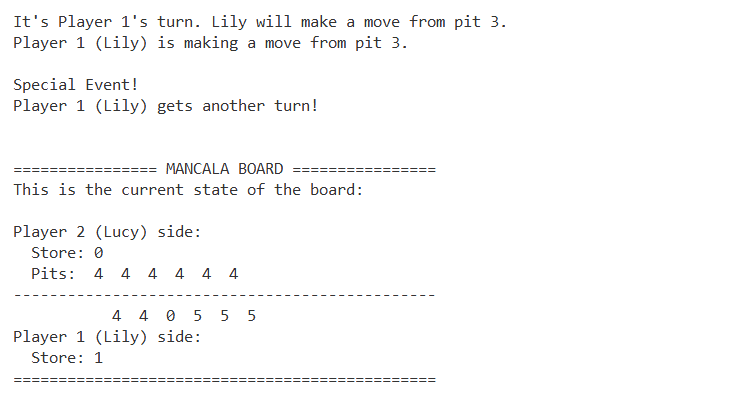 It's Player 1's turn. Lily will make a move from pit 3.
Player 1 (Lily) is making a move from pit 3.
Special Event!
Player 1 (Lily) gets another turn!
================ MANCALA BOARD ================
This is the current state of the board:
Player 2 (Lucy) side:
  Store: 0
  Pits:  4  4  4  4  4  4
-----------------------------------------------
           4  4  0  5  5  5
Player 1 (Lily) side:
  Store: 1
===============================================